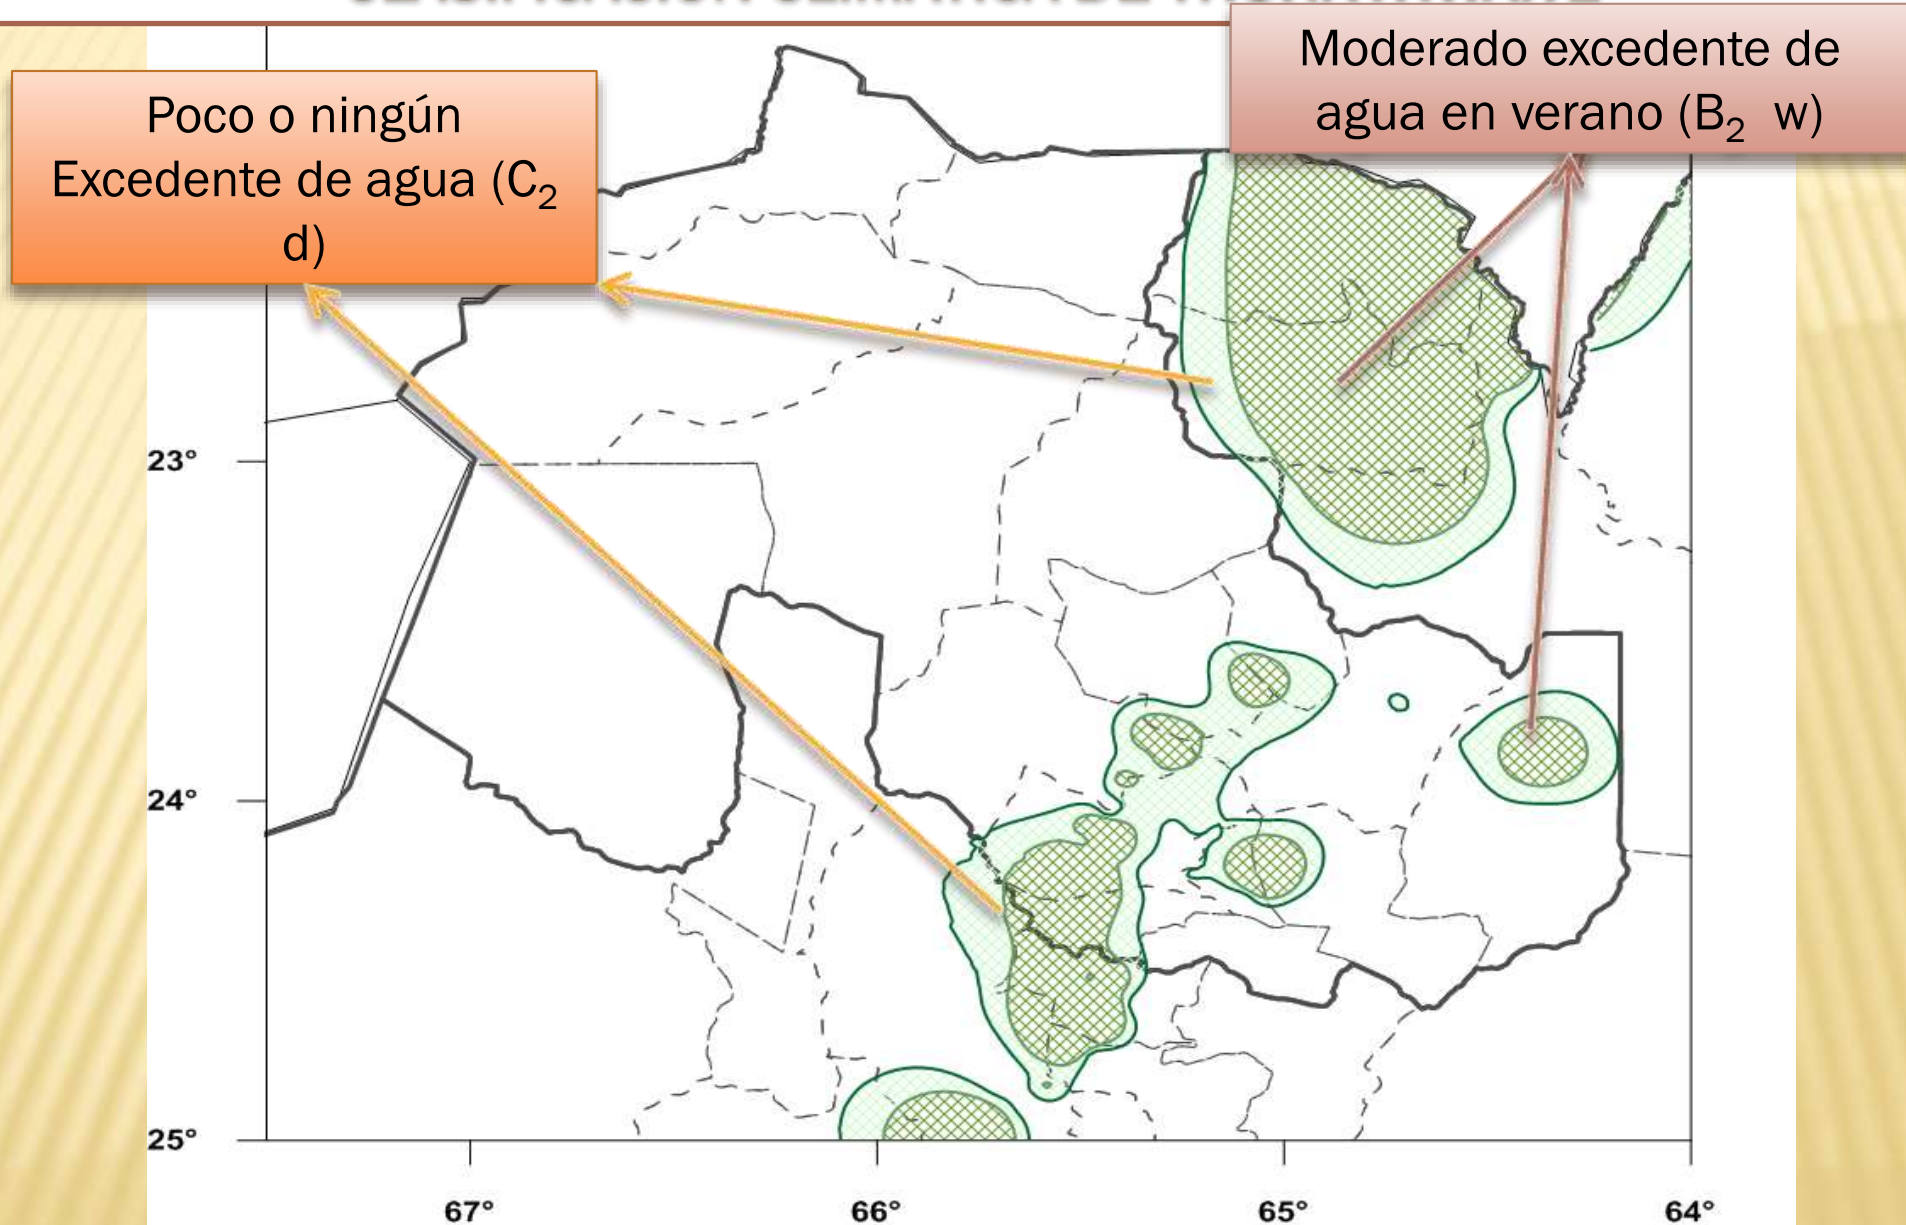 Moderado excedente de
agua en verano (B₂ w)
Poco o ningún
Excedente de agua (C₂
d)
23°
24°
25°
67°
66°
65°
64°